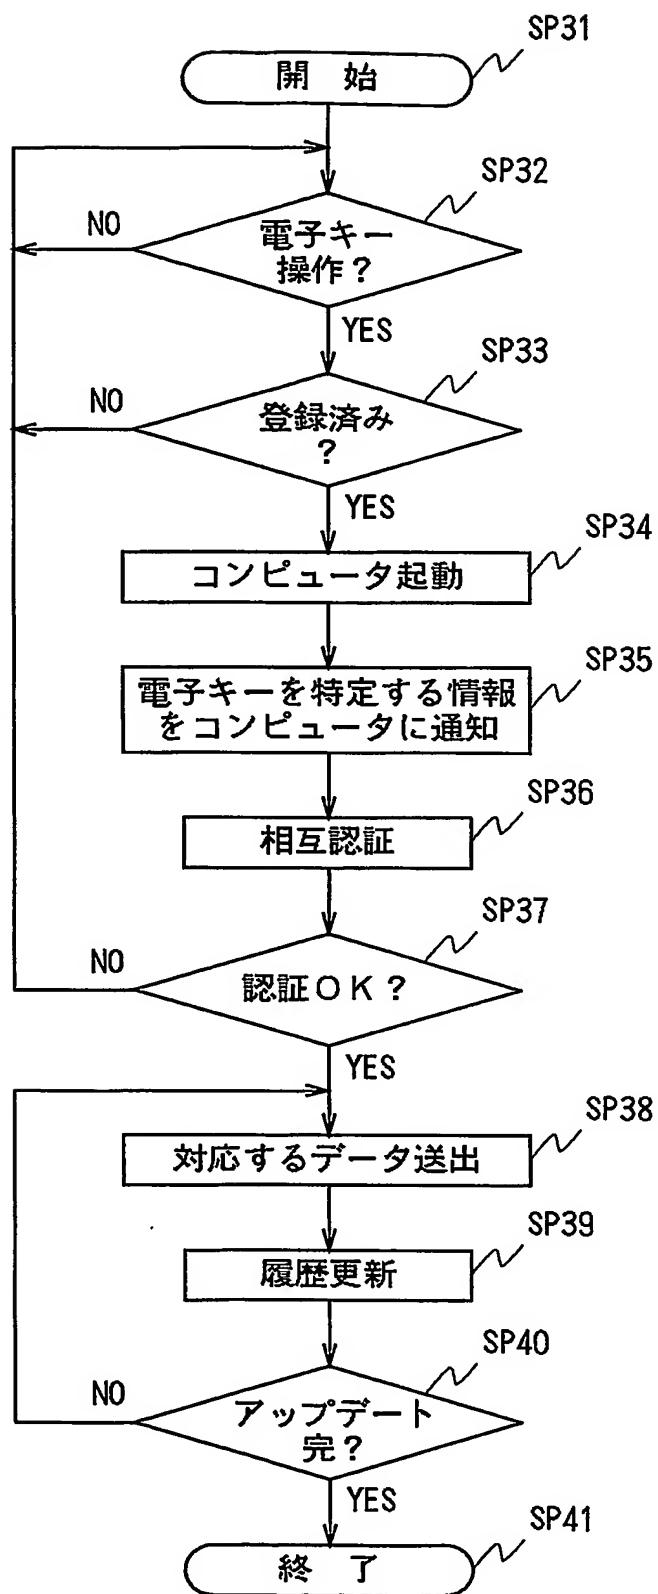 SP31
開 始
SP32
電子キー
操作?
NO
YES
SP33
登録済み
?
NO
YES
SP34
コンピュータ起動
SP35
電子キーを特定する情報
をコンピュータに通知
SP36
相互認証
SP37
認証OK?
NO
YES
SP38
対応するデータ送出
SP39
履歴更新
SP40
アップデート
完?
NO
YES
SP41
終 了